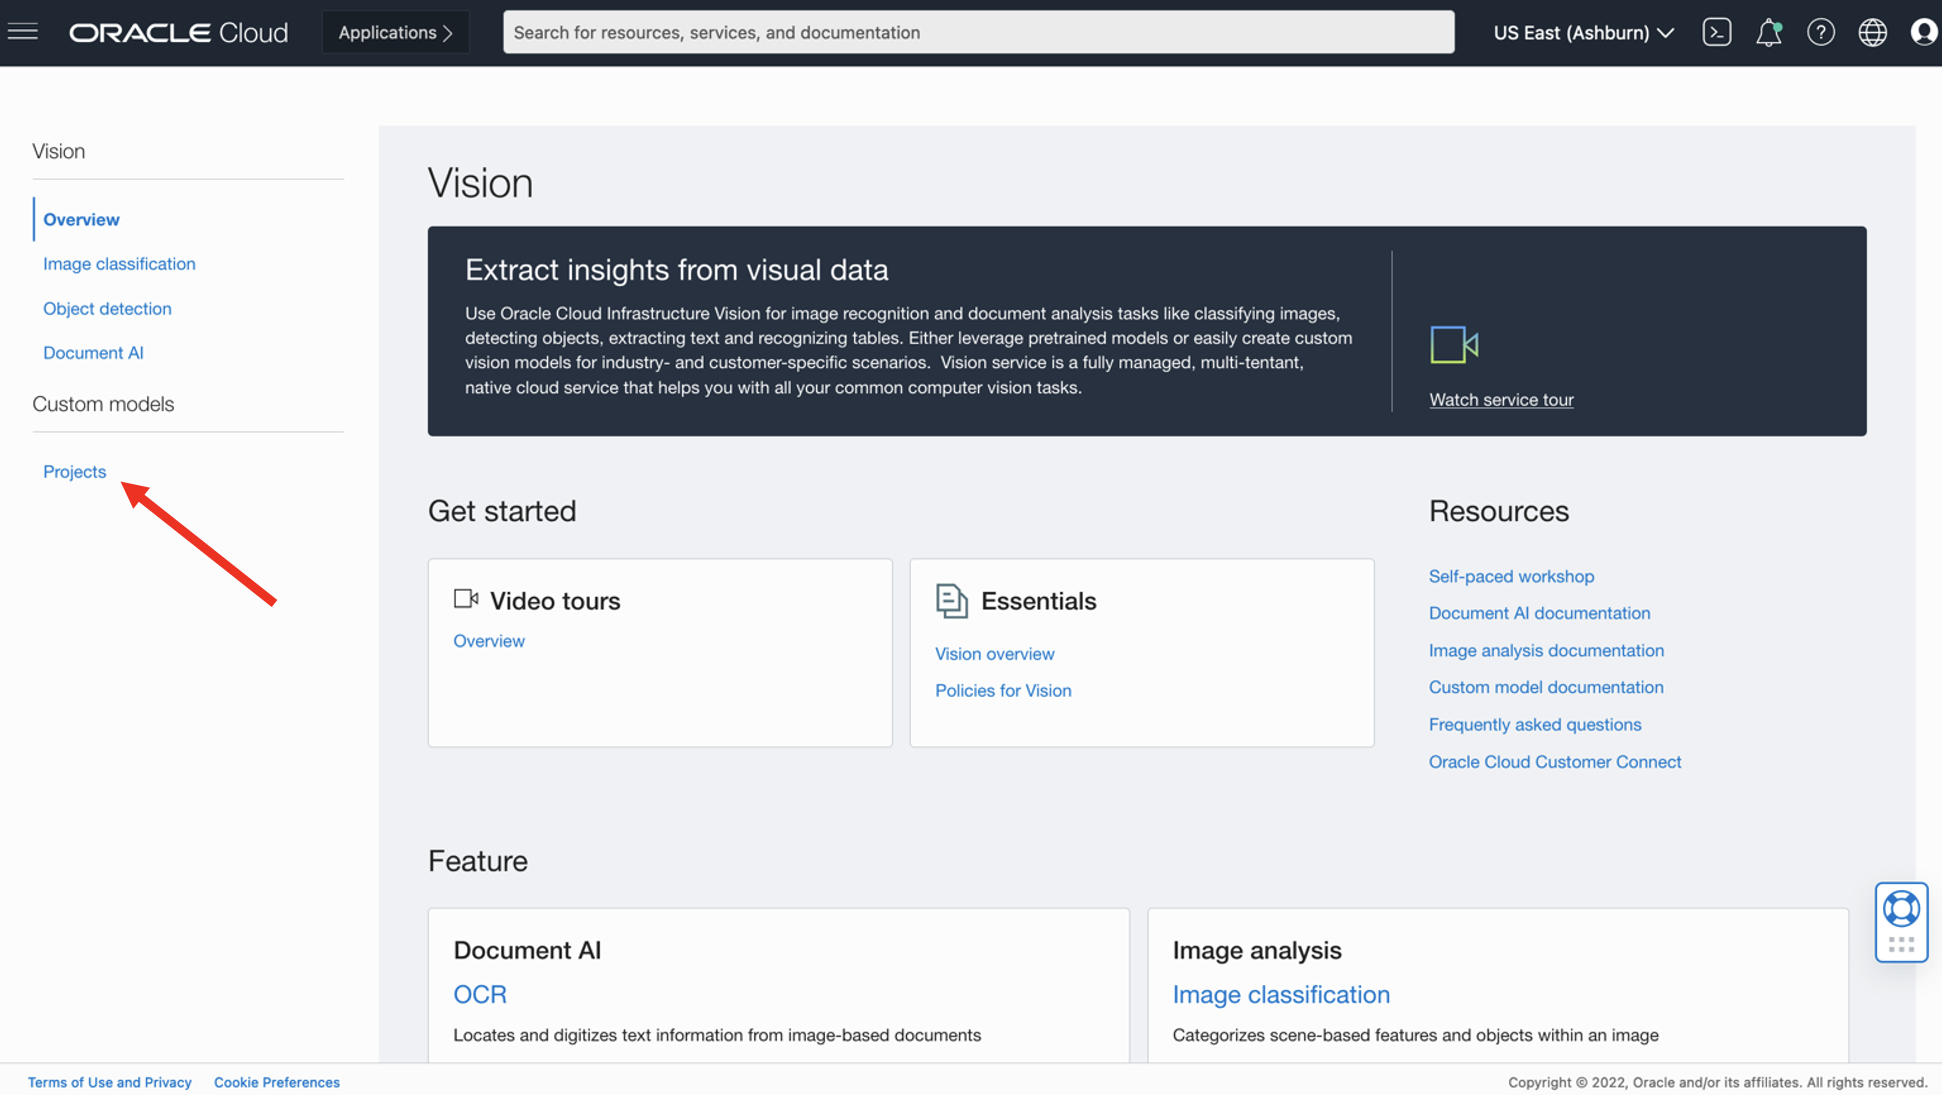 ORACLE Cloud
Applications
Search for resources, services, and documentation
US East (Ashburn)
Vision
Overview
Image classification
Object detection
Document AI
Custom models
Projects
Vision
Extract insights from visual data
Use Oracle Cloud Infrastructure Vision for image recognition and document analysis tasks like classifying images,
detecting objects, extracting text and recognizing tables. Either leverage pretrained models or easily create custom
vision models for industry- and customer-specific scenarios. Vision service is a fully managed, multi-tentant,
native cloud service that helps you with all your common computer vision tasks.
Watch service tour
Get started
Video tours
Overview
Essentials
Vision overview
Policies for Vision
Resources
Self-paced workshop
Document AI documentation
Image analysis documentation
Custom model documentation
Frequently asked questions
Oracle Cloud Customer Connect
Feature
Document AI
OCR
Locates and digitizes text information from image-based documents
Image analysis
Image classification
Categorizes scene-based features and objects within an image
Terms of Use and Privacy
Cookie Preferences
Copyright © 2022, Oracle and/or its affiliates. All rights reserved.